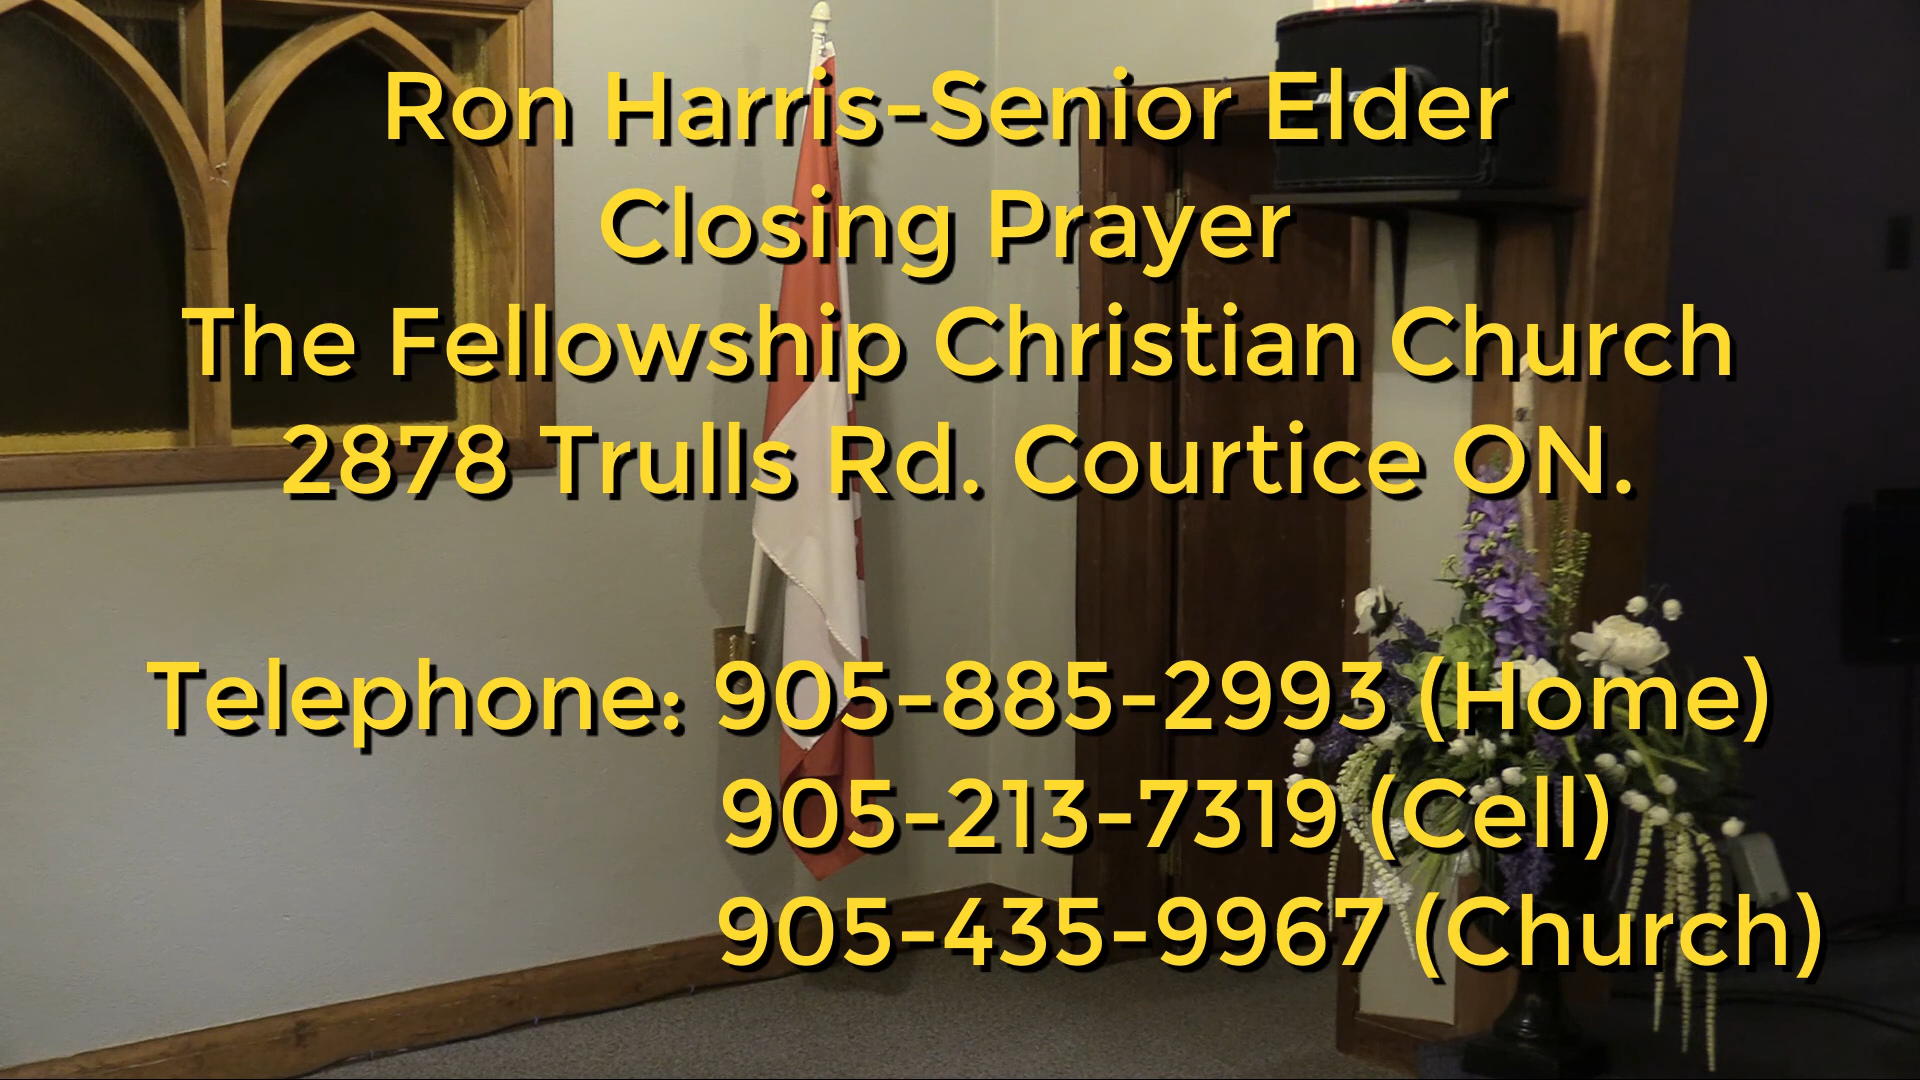 Ron Harris-Senior Elder
Closing Prayer
The Fellowship Christian Church
2878 Trulls Rd. Courtice ON.
Telephone: 905-885-2993 (Home)
905-213-7319 (Cell)
905-435-9967 (Church)